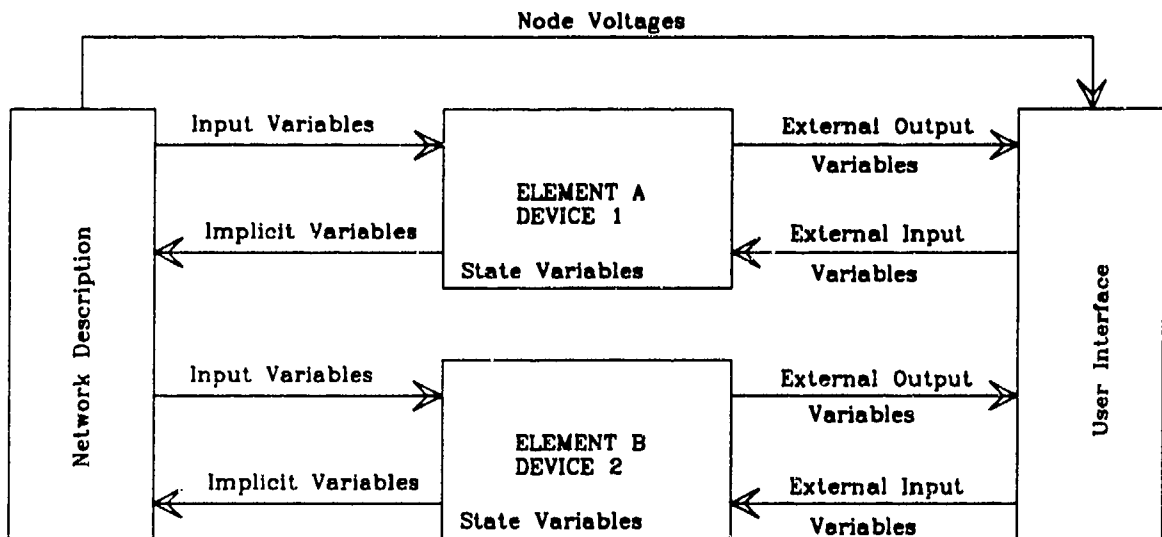 Node Voltages
Input Variables
External Output
Variables
ELEMENT A
DEVICE 1
Implicit Variables
External Input
State Variables
Variables
Network Description
User Interface
Input Variables
External Output
Variables
ELEMENT B
DEVICE 2
Implicit Variables
External Input
State Variables
Variables